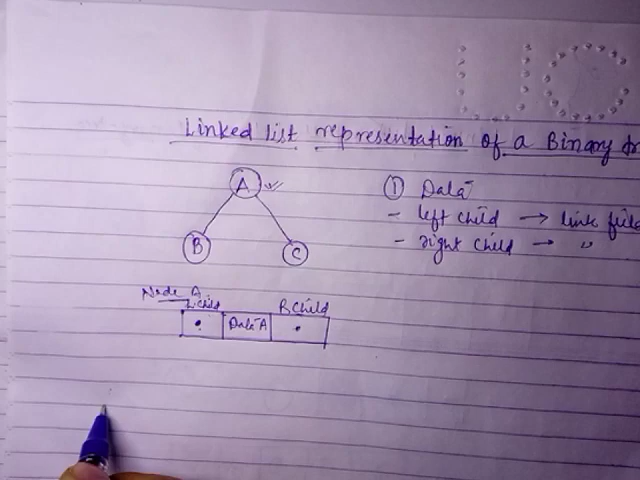 Linked list representation of a Binary
A
① Data
- left child → link
- right child → "
B
C
Node A
L.child
R child
Data A